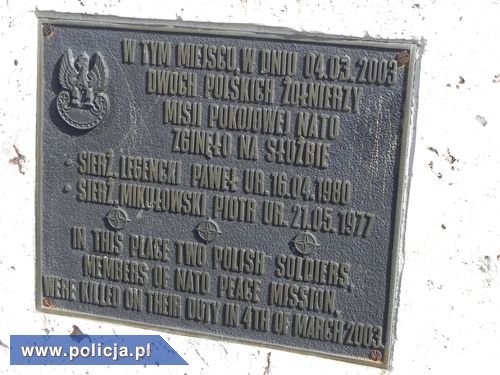 W TYM MIEJSCU, W DNIU 04.03.2003
DWÓCH POLSKICH ŻOŁNIERZY
MISJI POKOJOWEJ NATO
ZGINĘŁO NA SŁUŻBIE
SIERŻ. LEGENCKI PAWEŁ UR. 16.04.1980
SIERŻ. MIKUŁOWSKI PIOTR UR. 21.05.1977
IN THIS PLACE TWO POLISH SOLDIERS,
MEMBERS OF NATO PEACE MISSION,
WERE KILLED ON THEIR DUTY IN 4TH OF MARCH 2003
www.policja.pl